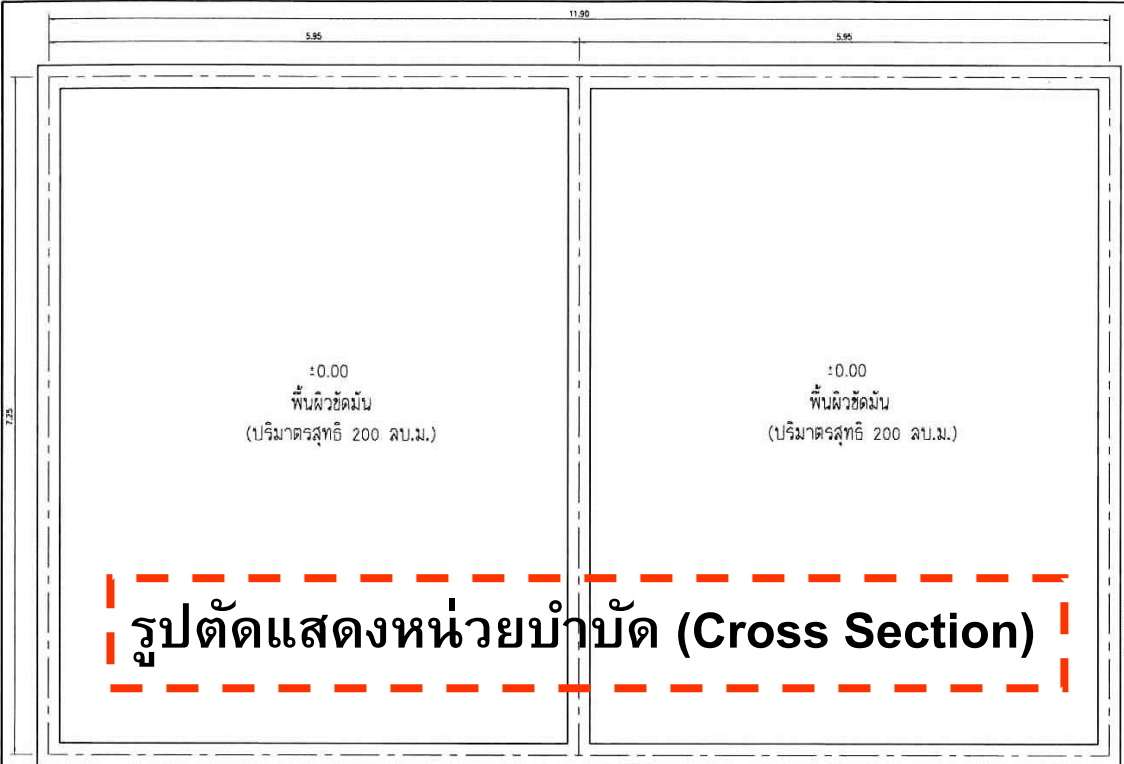 11.90
5.95 5.95
7.25
±0.00
พื้นผิวขัดมัน
(ปริมาตรสุทธิ 200 ลบ.ม.)
±0.00
พื้นผิวขัดมัน
(ปริมาตรสุทธิ 200 ลบ.ม.)
รูปตัดแสดงหน่วยบำบัด (Cross Section)